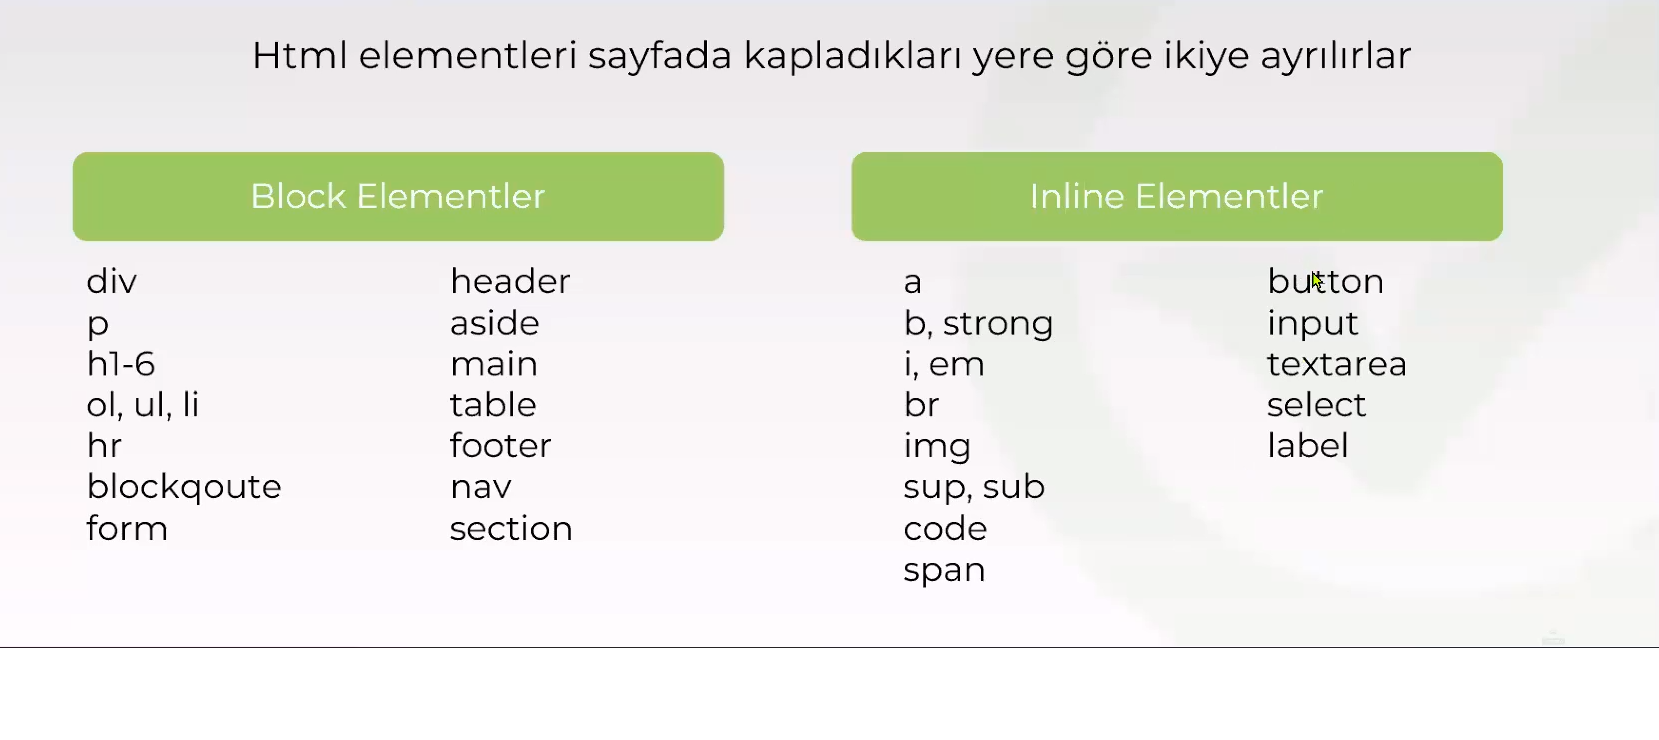 Html elementleri sayfada kapladıkları yere göre ikiye ayrılırlar
Block Elementler
div
p
h1-6
ol, ul, li
hr
blockqoute
form
header
aside
main
table
footer
nav
section
Inline Elementler
a
b, strong
i, em
br
img
sup, sub
code
span
button
input
textarea
select
label